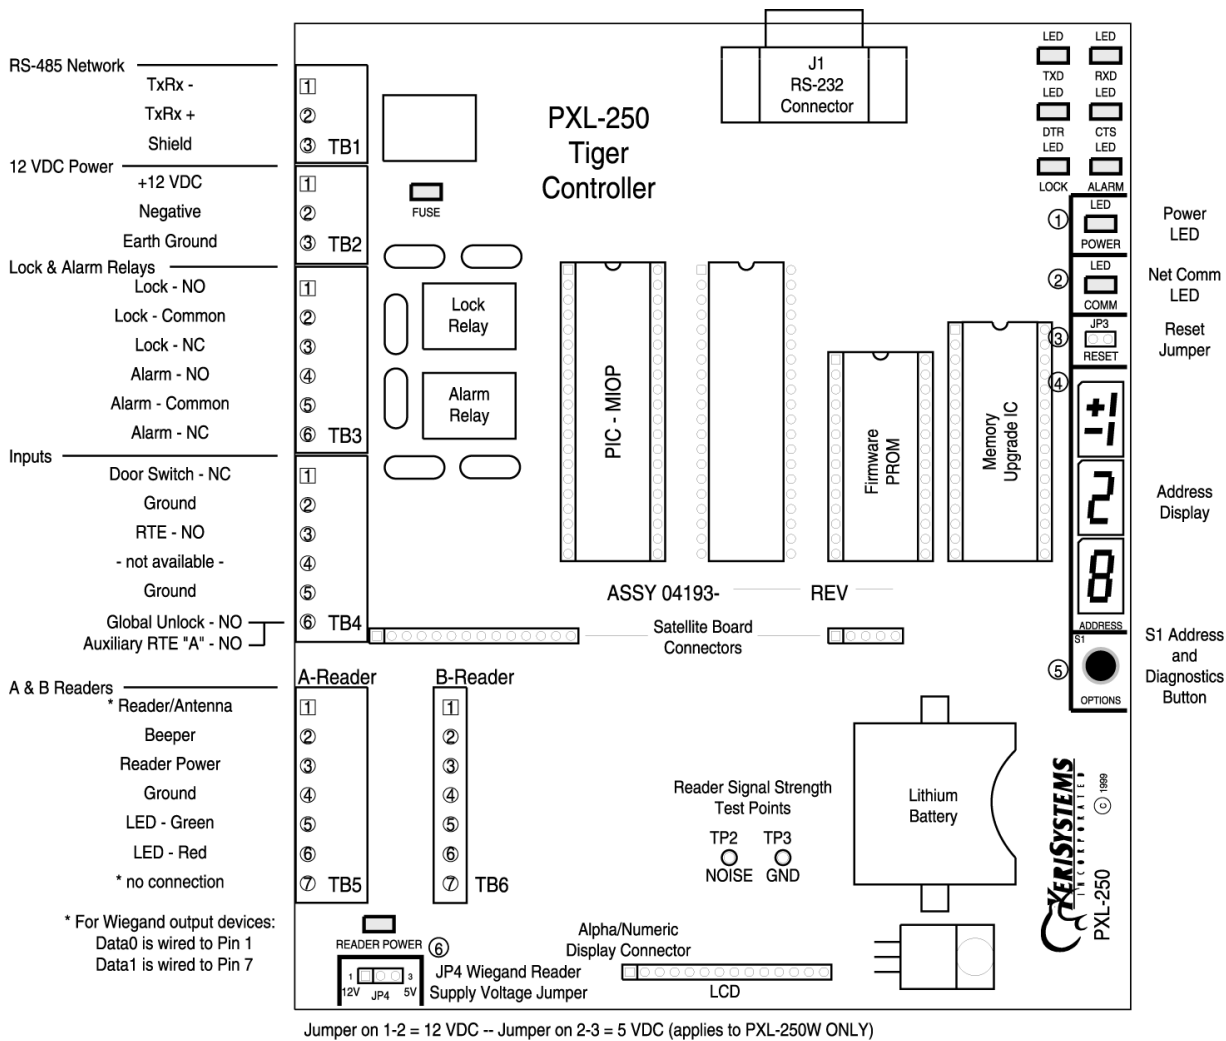 RS-485 Network
TxRx -
TxRx +
Shield
1
2
3 TB1
12 VDC Power
+12 VDC
Negative
Earth Ground
1
2
3 TB2
Lock & Alarm Relays
Lock - NO
Lock - Common
Lock - NC
Alarm - NO
Alarm - Common
Alarm - NC
1
2
3
4
5
6 TB3
Inputs
Door Switch - NC
Ground
RTE - NO
- not available -
Ground
Global Unlock - NO
Auxiliary RTE "A" - NO
1
2
3
4
5
6 TB4
A & B Readers
* Reader/Antenna
Beeper
Reader Power
Ground
LED - Green
LED - Red
* no connection
* For Wiegand output devices:
Data0 is wired to Pin 1
Data1 is wired to Pin 7
A-Reader
1
2
3
4
5
6
7 TB5
B-Reader
1
2
3
4
5
6
7 TB6
FUSE
PXL-250
Tiger
Controller
J1
RS-232
Connector
Lock
Relay
Alarm
Relay
PIC - MIOP
Firmware
PROM
Memory
Upgrade IC
ASSY 04193- REV
Satellite Board
Connectors
LED LED
TXD RXD
LED LED
DTR CTS
LED LED
LOCK ALARM
1
LED
POWER
Power
LED
2
LED
COMM
Net Comm
LED
3
JP3
RESET
Reset
Jumper
4
±1
2
8
ADDRESS
Address
Display
S1
5
OPTIONS
S1 Address
and
Diagnostics
Button
Reader Signal Strength
Test Points
TP2 TP3
NOISE GND
Lithium
Battery
VERISYSTEMS
INCORPORATED
© 1999
PXL-250
READER POWER 6
1 3
12V JP4 5V
JP4 Wiegand Reader
Supply Voltage Jumper
Alpha/Numeric
Display Connector
LCD
Jumper on 1-2 = 12 VDC -- Jumper on 2-3 = 5 VDC (applies to PXL-250W ONLY)